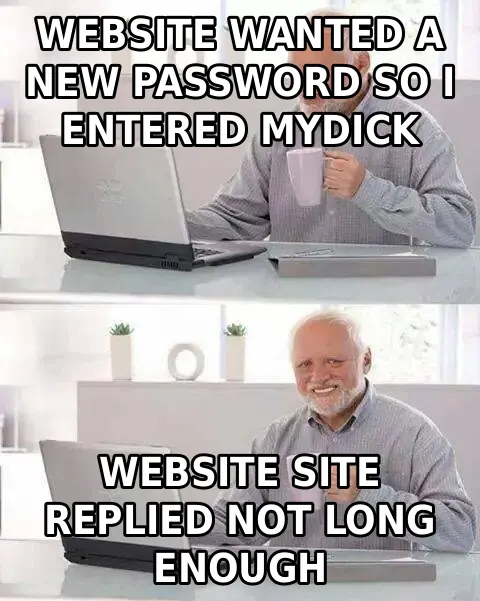 WEBSITE WANTED A
NEW PASSWORD SO I
ENTERED MYDICK
WEBSITE SITE
REPLIED NOT LONG
ENOUGH